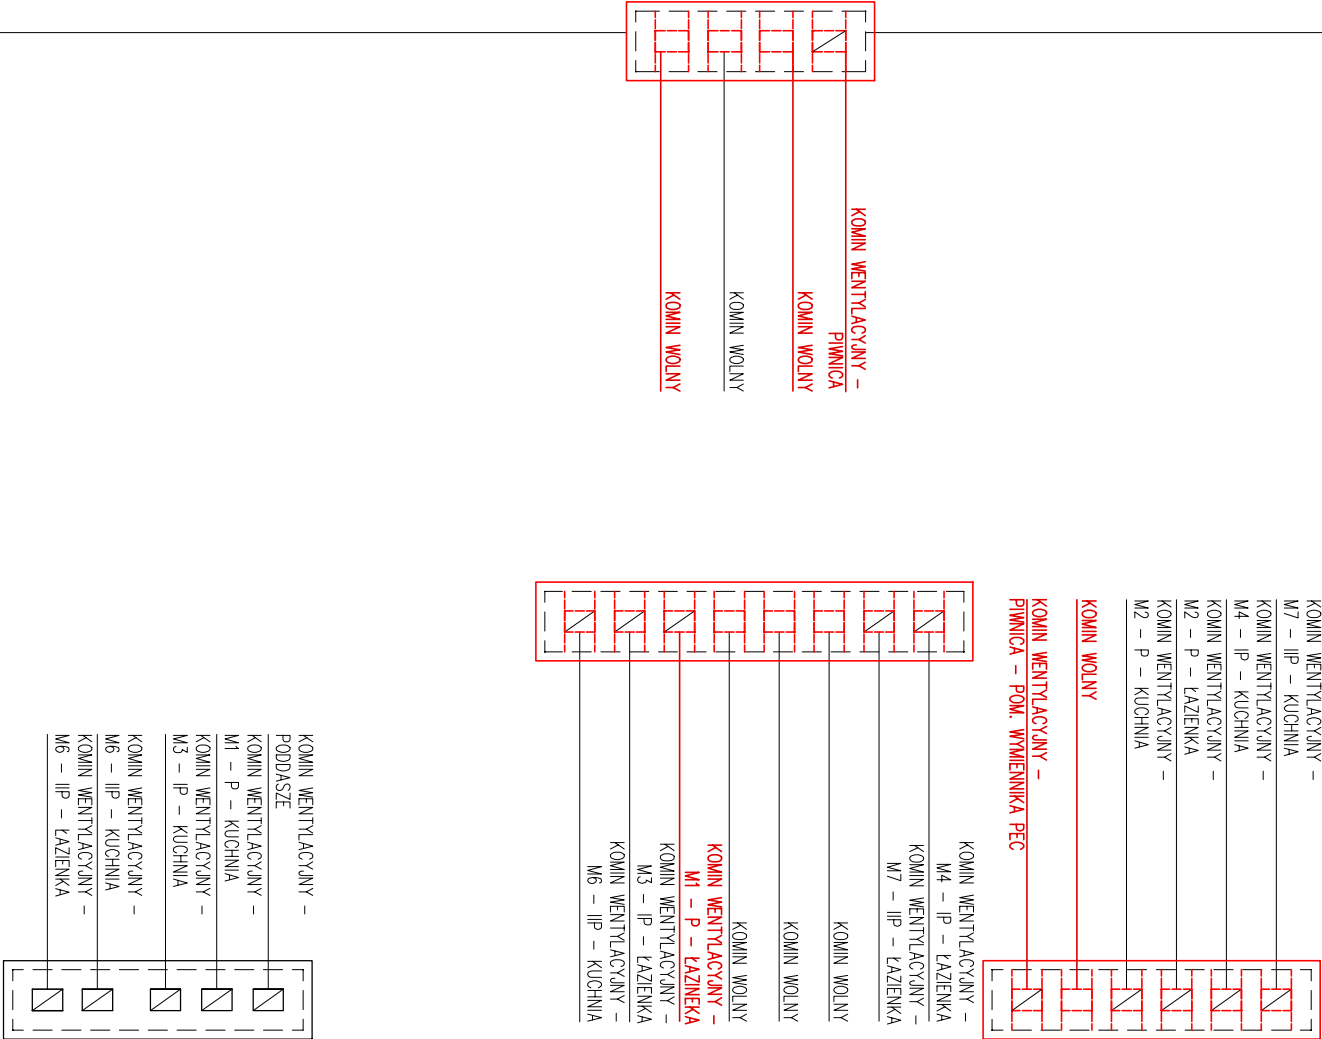 KOMIN WENTYLACYJNY –
PIWNICA
KOMIN WOLNY
KOMIN WOLNY
KOMIN WOLNY
KOMIN WENTYLACYJNY –
M7 – IIP – KUCHNIA
KOMIN WENTYLACYJNY –
M4 – IP – KUCHNIA
KOMIN WENTYLACYJNY –
M2 – P – ŁAZIENKA
KOMIN WENTYLACYJNY –
M2 – P – KUCHNIA
KOMIN WOLNY
KOMIN WENTYLACYJNY –
PIWNICA – POM. WYMIENNIKA PEC
KOMIN WENTYLACYJNY –
M4 – IP – ŁAZIENKA
KOMIN WENTYLACYJNY –
M7 – IIP – ŁAZIENKA
KOMIN WOLNY
KOMIN WOLNY
KOMIN WOLNY
KOMIN WENTYLACYJNY –
M1 – P – ŁAZINEKA
KOMIN WENTYLACYJNY –
M3 – IP – ŁAZIENKA
KOMIN WENTYLACYJNY –
M6 – IIP – KUCHNIA
KOMIN WENTYLACYJNY –
PODDASZE
KOMIN WENTYLACYJNY –
M1 – P – KUCHNIA
KOMIN WENTYLACYJNY –
M3 – IP – KUCHNIA
KOMIN WENTYLACYJNY –
M6 – IIP – KUCHNIA
KOMIN WENTYLACYJNY –
M6 – IIP – ŁAZIENKA